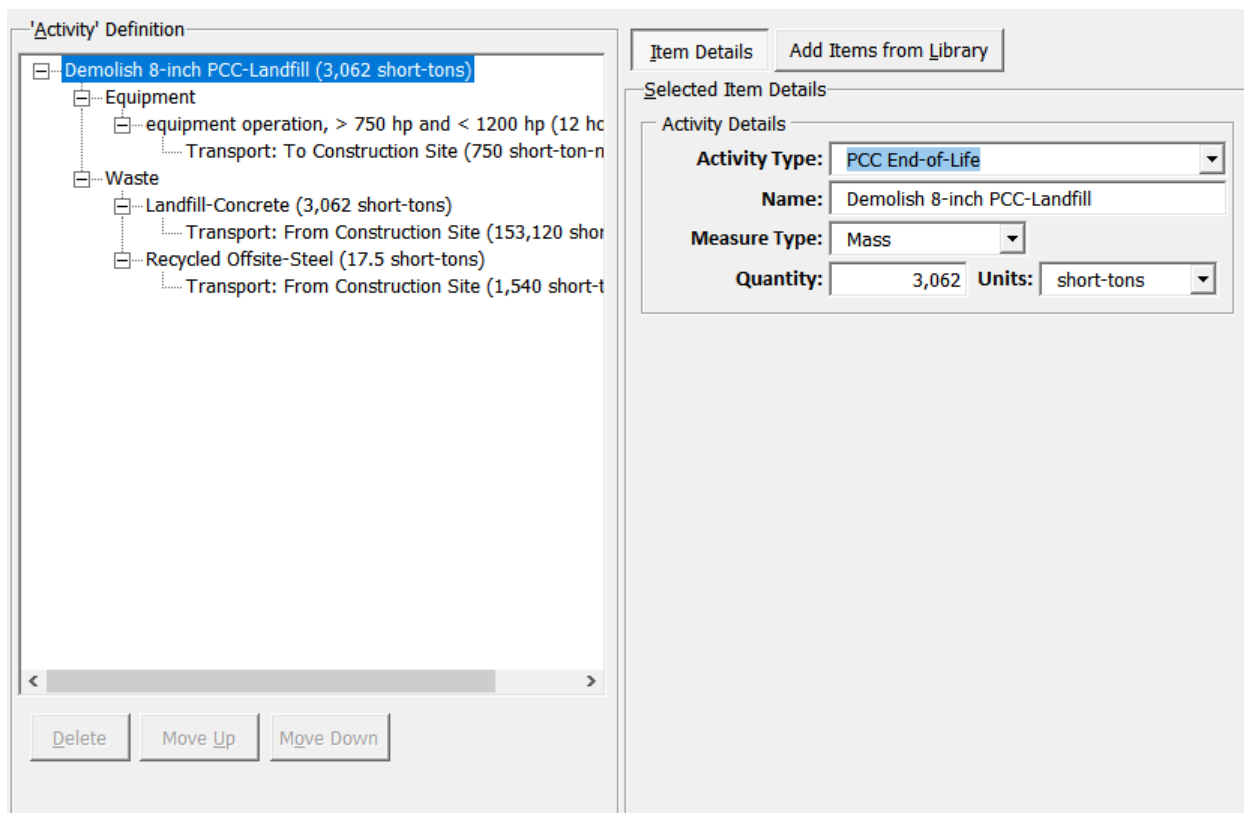 'Activity' Definition
Demolish 8-inch PCC-Landfill (3,062 short-tons)
Equipment
equipment operation, > 750 hp and < 1200 hp (12 ho
Transport: To Construction Site (750 short-ton-n
Waste
Landfill-Concrete (3,062 short-tons)
Transport: From Construction Site (153,120 shor
Recycled Offsite-Steel (17.5 short-tons)
Transport: From Construction Site (1,540 short-t
Delete Move Up Move Down
Item Details Add Items from Library
Selected Item Details
Activity Details
Activity Type: PCC End-of-Life
Name: Demolish 8-inch PCC-Landfill
Measure Type: Mass
Quantity: 3,062 Units: short-tons